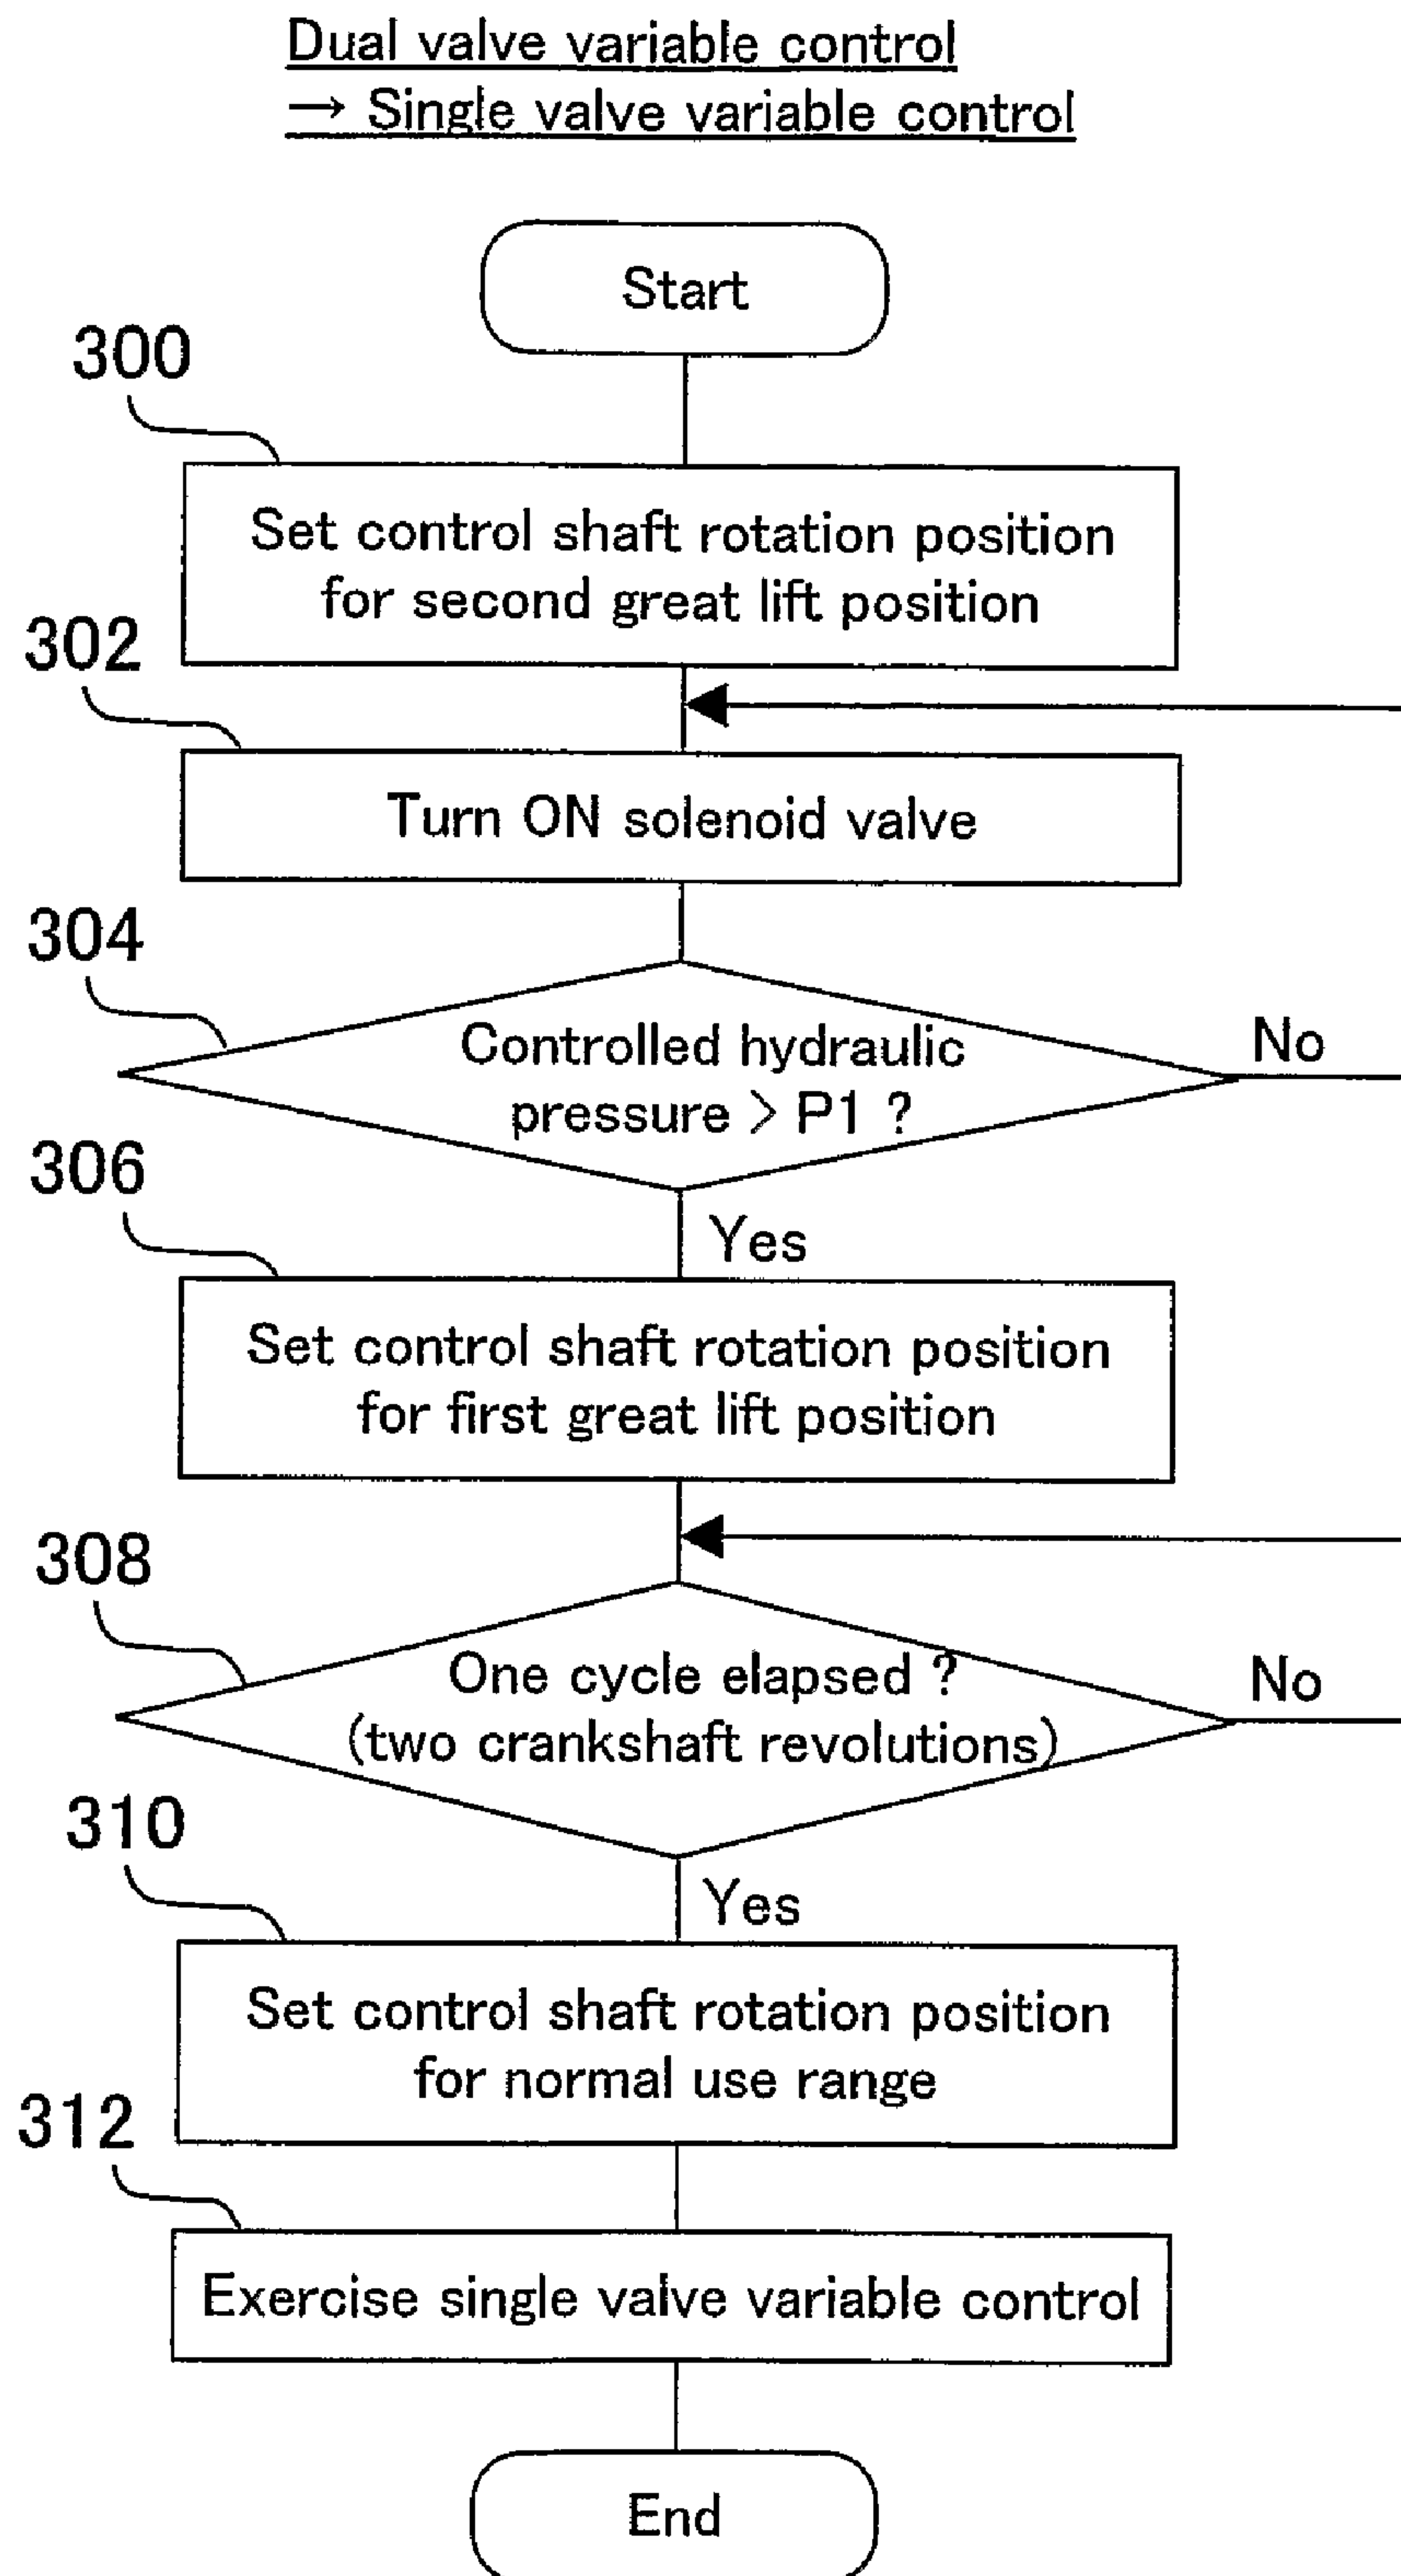 Dual valve variable control
→ Single valve variable control
Start
300
Set control shaft rotation position
for second great lift position
302
Turn ON solenoid valve
304
Controlled hydraulic
pressure > P1 ?
No
306
Yes
Set control shaft rotation position
for first great lift position
308
One cycle elapsed ?
(two crankshaft revolutions)
No
310
Yes
Set control shaft rotation position
for normal use range
312
Exercise single valve variable control
End